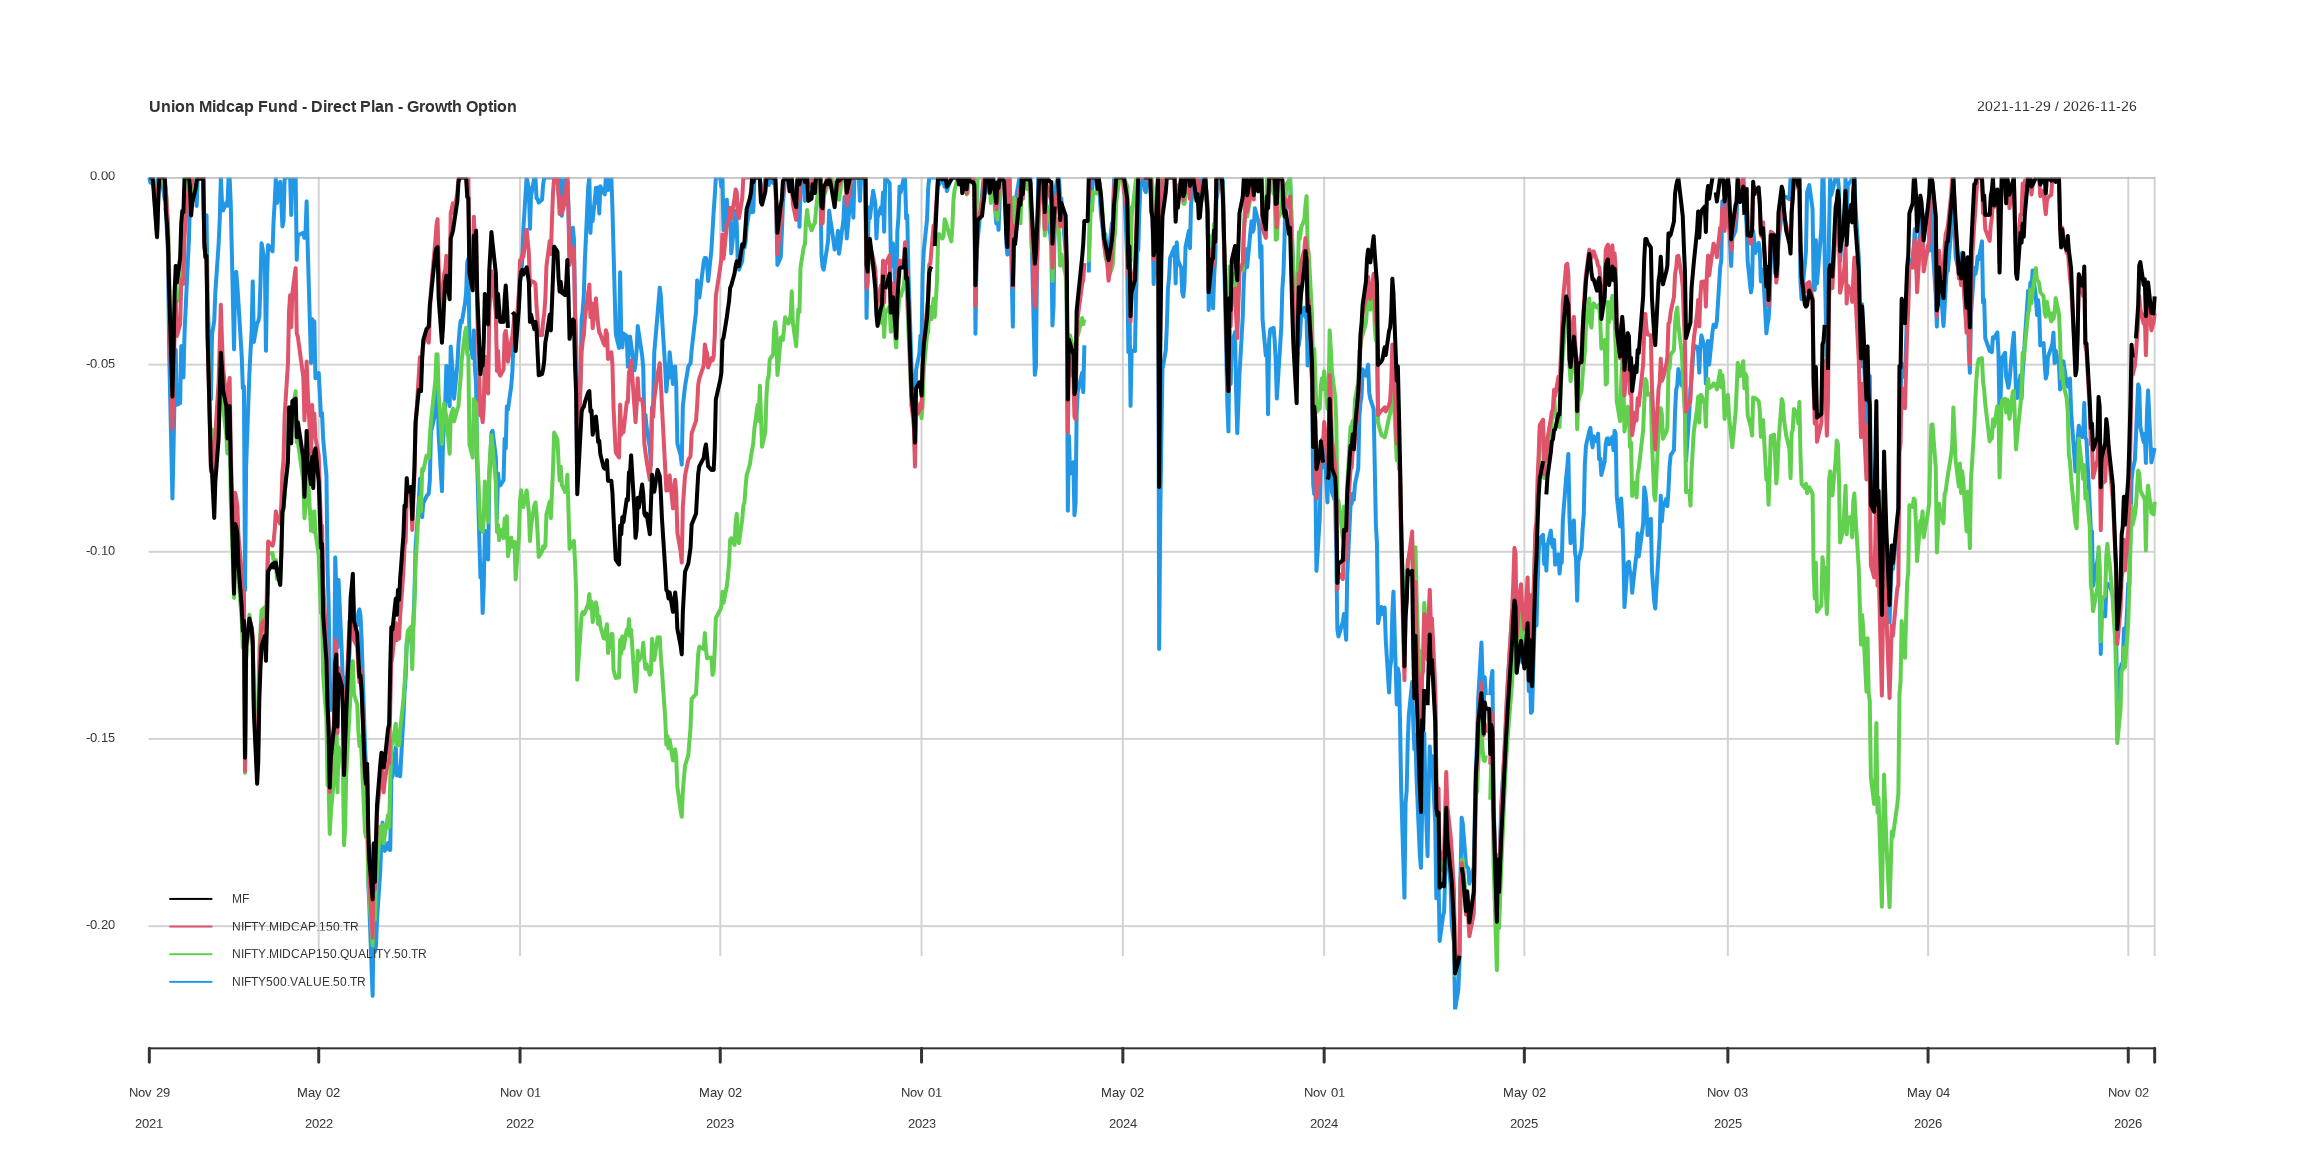 Union Midcap Fund - Direct Plan - Growth Option
2021-11-29 / 2026-11-26
0.00
-0.05
-0.10
-0.15
-0.20
MF
NIFTY.MIDCAP.150.TR
NIFTY.MIDCAP150.QUALITY.50.TR
NIFTY500.VALUE.50.TR
Nov 29 May 02 Nov 01 May 02 Nov 01 May 02 Nov 01 May 02 Nov 03 May 04 Nov 02
2021 2022 2022 2023 2023 2024 2024 2025 2025 2026 2026